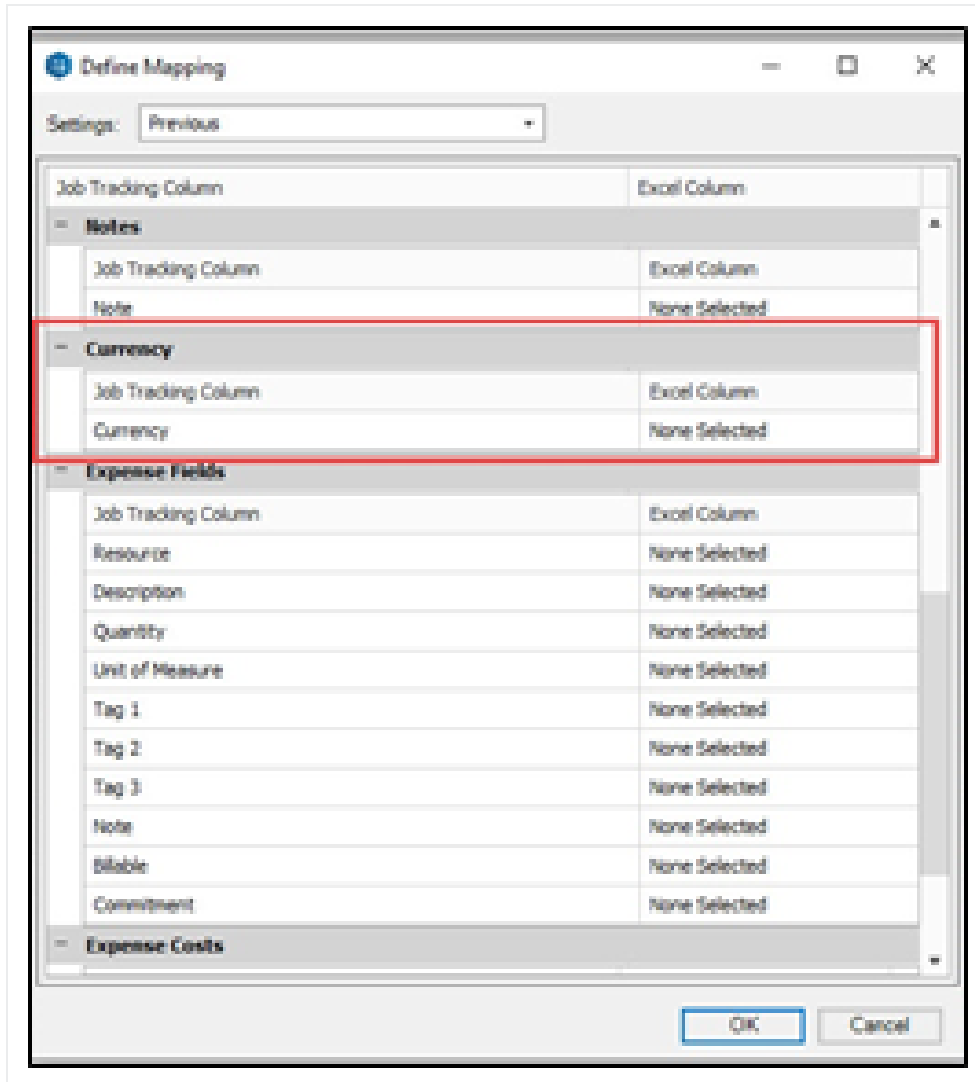 Define Mapping
Settings: Previous
Job Tracking Column Excel Column
Notes
Job Tracking Column Excel Column
Note None Selected
Currency
Job Tracking Column Excel Column
Currency None Selected
Expense Fields
Job Tracking Column Excel Column
Resource None Selected
Description None Selected
Quantity None Selected
Unit of Measure None Selected
Tag 1 None Selected
Tag 2 None Selected
Tag 3 None Selected
Note None Selected
Billable None Selected
Commitment None Selected
Expense Costs
OK Cancel